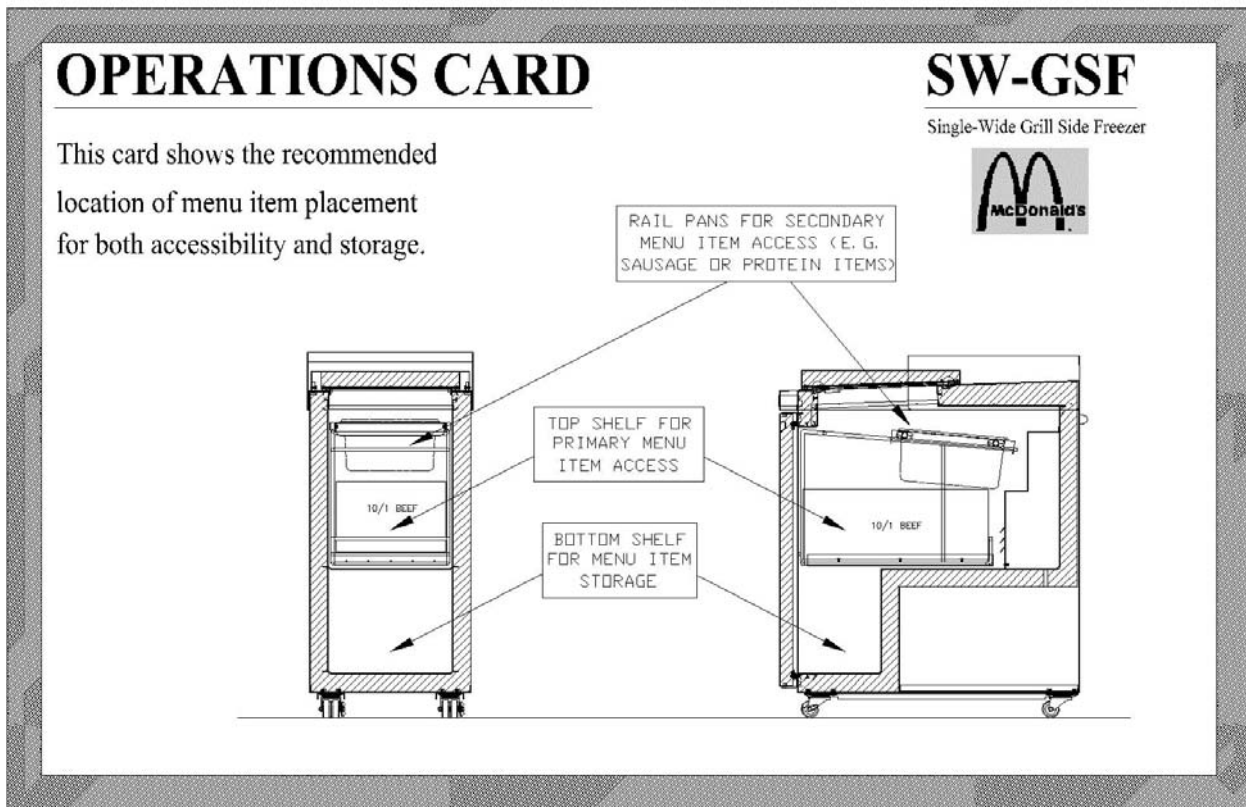 OPERATIONS CARD
SW-GSF
Single-Wide Grill Side Freezer
McDonald's
This card shows the recommended
location of menu item placement
for both accessibility and storage.
RAIL PANS FOR SECONDARY
MENU ITEM ACCESS (E.G.
SAUSAGE OR PROTEIN ITEMS)
TOP SHELF FOR
PRIMARY MENU
ITEM ACCESS
10/1 BEEF
10/1 BEEF
BOTTOM SHELF
FOR MENU ITEM
STORAGE